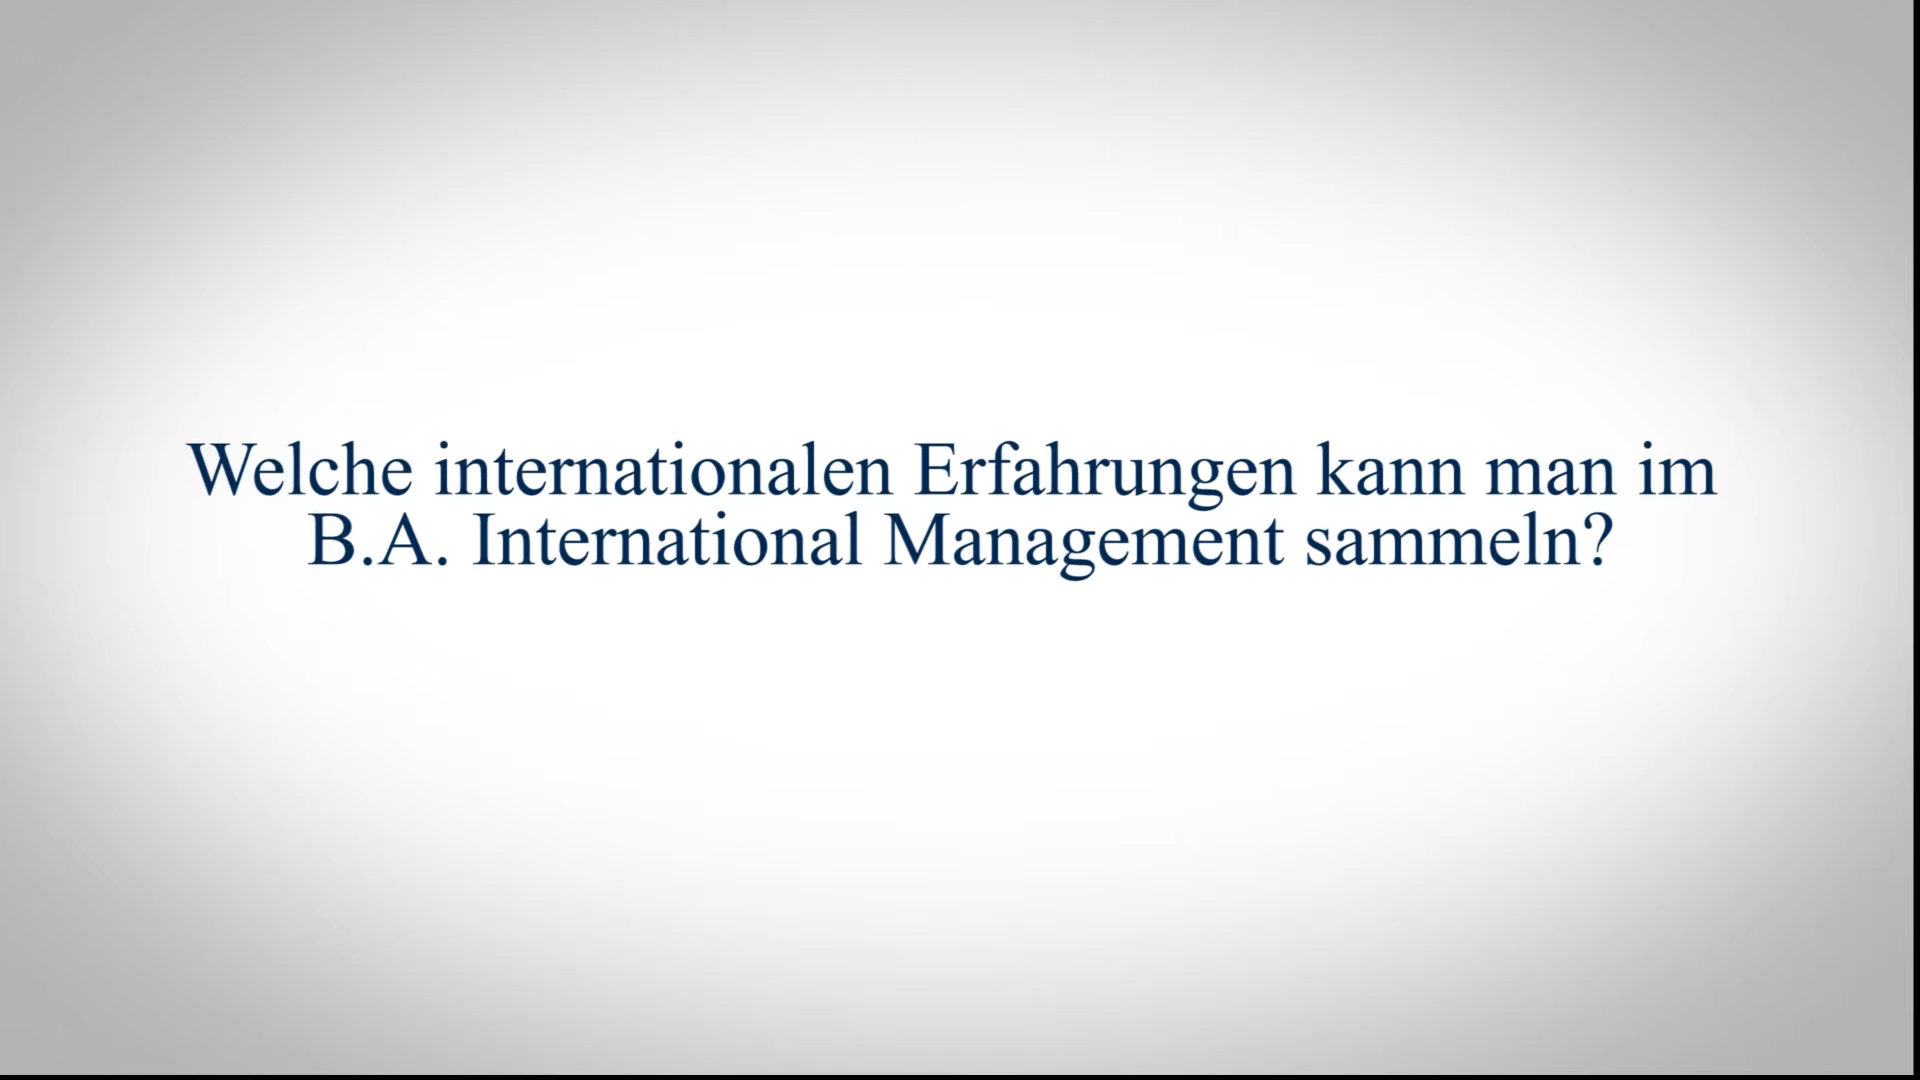 Welche internationalen Erfahrungen kann man im
B.A. International Management sammeln?